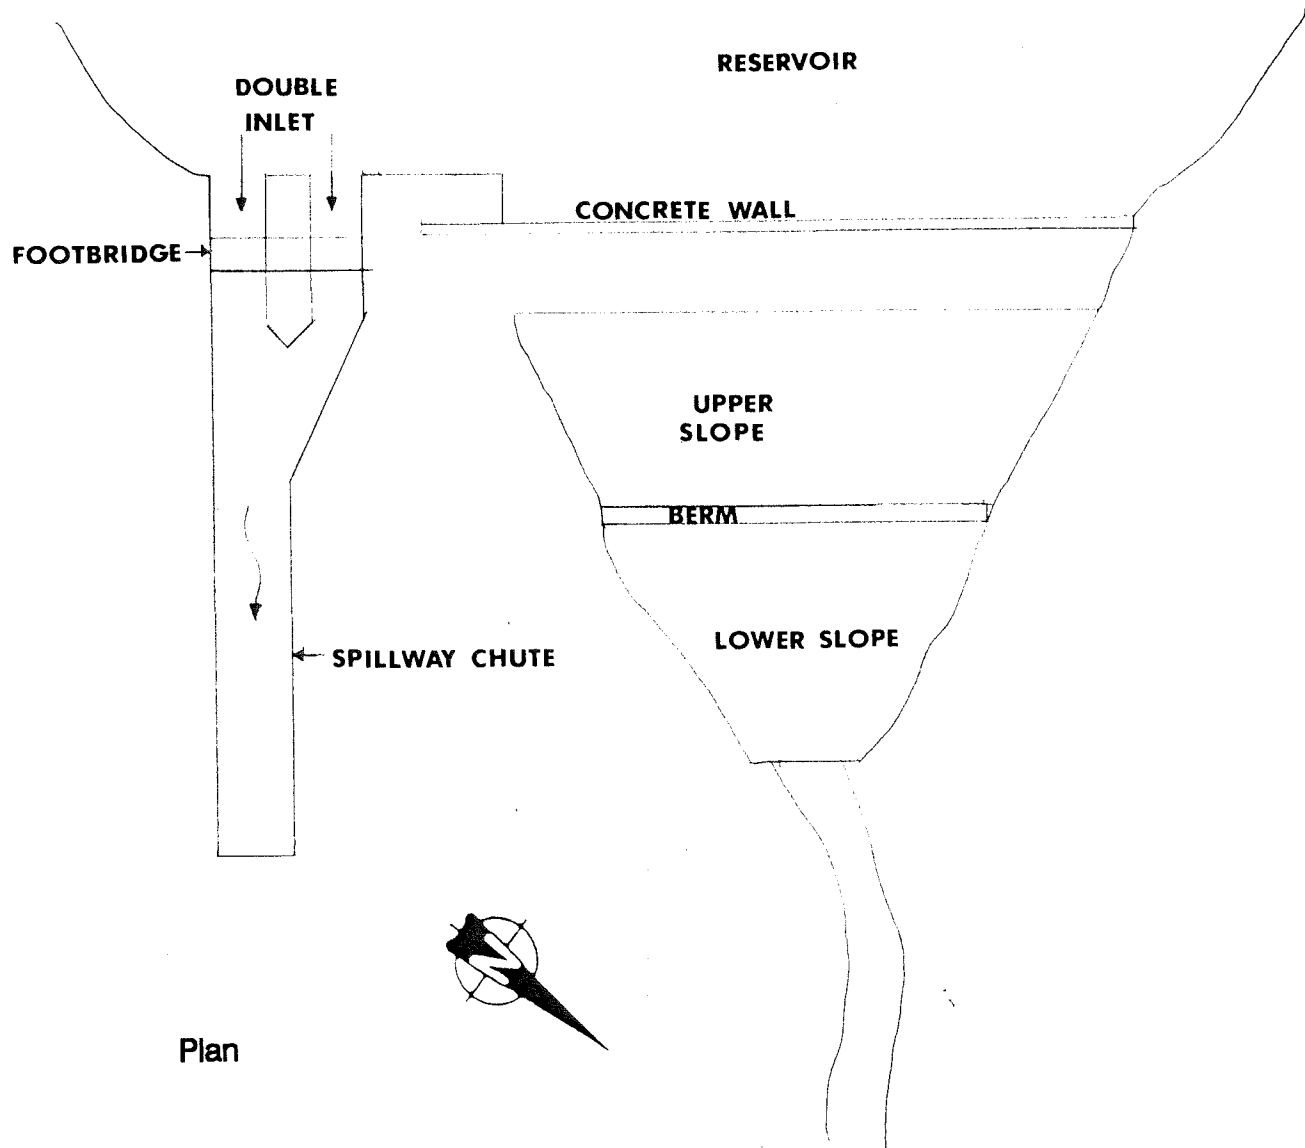 RESERVOIR
DOUBLE
INLET
CONCRETE WALL
FOOTBRIDGE
UPPER
SLOPE
BERM
LOWER SLOPE
SPILLWAY CHUTE
N
Plan